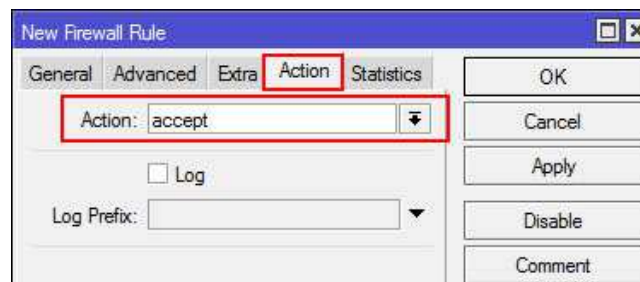 New Firewall Rule
General Advanced Extra Action Statistics
OK
Action: accept
Cancel
Log
Apply
Log Prefix:
Disable
Comment